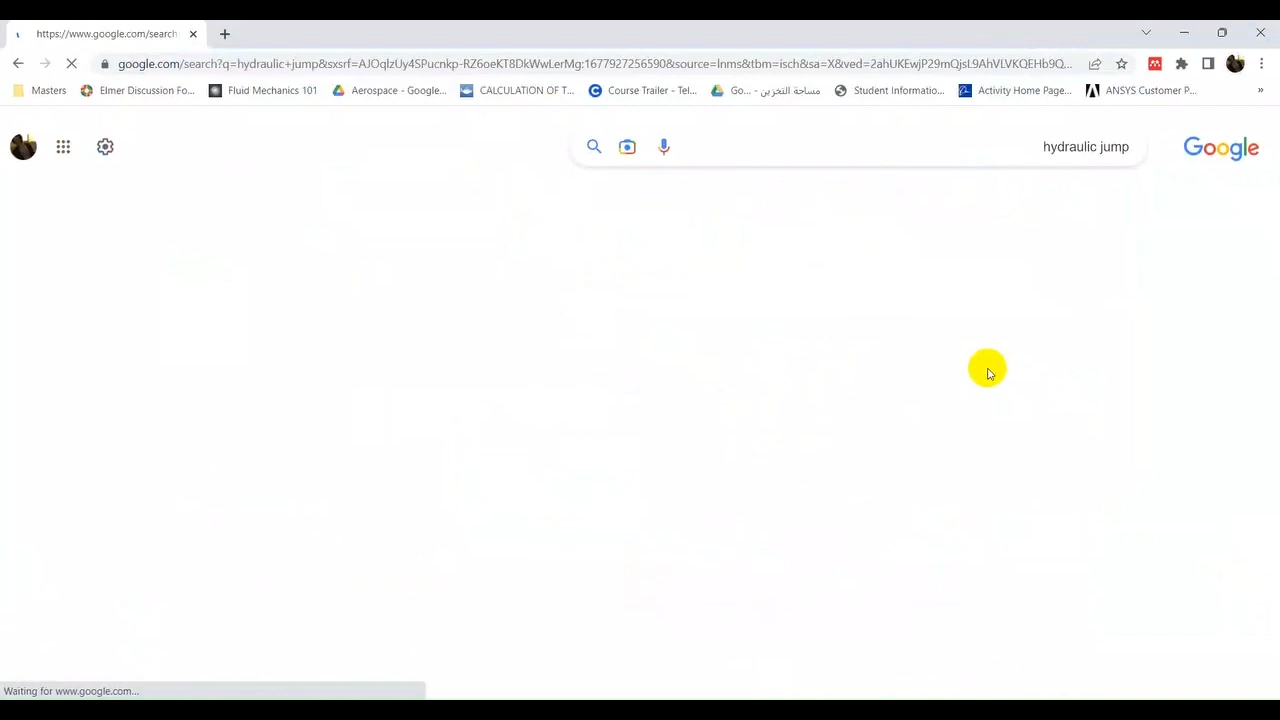 https://www.google.com/search
google.com/search?q=hydraulic+jump&sxsrf=AJOqlzUy4SPucnkp-RZ6oeKT8DkWwLerMg:1677927256590&source=lnms&tbm=isch&sa=X&ved=2ahUKEwjP29mQjsL9AhVLVKQEHb9Q...
Masters
Elmer Discussion Fo...
Fluid Mechanics 101
Aerospace - Google...
CALCULATION OF T...
Course Trailer - Tel...
مساحة التخزين - Go...
Student Informatio...
Activity Home Page...
ANSYS Customer P...
»
hydraulic jump
Google
Waiting for www.google.com...